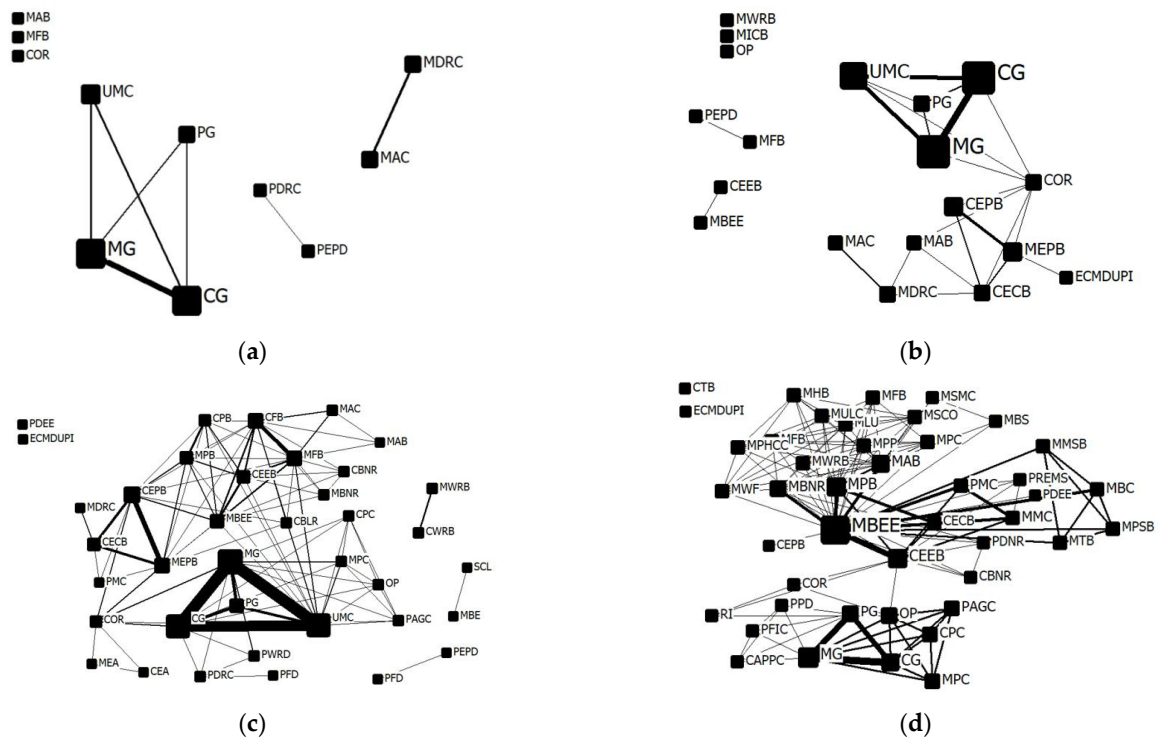 MAB
MFB
COR
UMC
PG
MDRC
MAC
PDRC
PEPD
MG
CG
(a)
MWRB
MICB
OP
UMC
CG
PG
PEPD
MFB
MG
CEEB
MBEE
COR
CEPB
MAC
MAB
MEPB
ECMDUPI
MDRC
CECB
(b)
PDEE
ECMDUPI
CPB
CFB
MAC
MAB
MPB
MFB
CEEB
CBNR
CEPB
MBNR
MWRB
MDRC
MBEE
CBLR
CPC
CWRB
CECB
MEPB
MG
MPC
SCL
PMC
OP
PG
COR
CG
UMC
PAGC
MBE
MEA
CEA
PWRD
PDRC
PFD
PEPD
PFD
(c)
CTB
ECMDUPI
MHB
MFB
MSMC
MULC
MLU
MSCO
MBS
MPHCC
MFB
MPP
MPC
MMSB
MWRB
MAB
MWF
MBNR
MPB
PMC
PREMS
PDEE
MBC
MBEE
CECB
MMC
MPSB
CEPB
CEEB
PDNR
MTB
CBNR
COR
RI
PPD
PG
OP
PAGC
PFIC
CPC
CAPPC
MG
CG
MPC
(d)